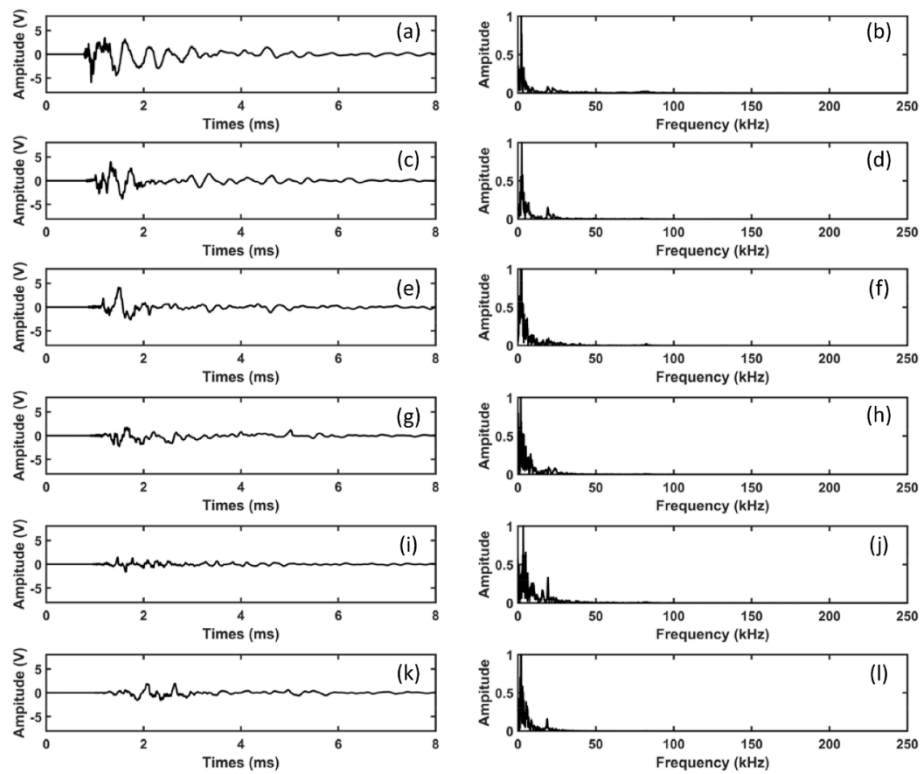 Ampitude (V)
5
0
-5
(a)
0 2 4 6 8
Times (ms)
Amplitude
1
0.5
0
(b)
0 50 100 150 200 250
Frequency (kHz)
Amplitude (V)
5
0
-5
(c)
0 2 4 6 8
Times (ms)
Amplitude
1
0.5
0
(d)
0 50 100 150 200 250
Frequency (kHz)
Amplitude (V)
5
0
-5
(e)
0 2 4 6 8
Times (ms)
Amplitude
1
0.5
0
(f)
0 50 100 150 200 250
Frequency (kHz)
Amplitude (V)
5
0
-5
(g)
0 2 4 6 8
Times (ms)
Amplitude
1
0.5
0
(h)
0 50 100 150 200 250
Frequency (kHz)
Amplitude (V)
5
0
-5
(i)
0 2 4 6 8
Times (ms)
Amplitude
1
0.5
0
(j)
0 50 100 150 200 250
Frequency (kHz)
Amplitude (V)
5
0
-5
(k)
0 2 4 6 8
Times (ms)
Amplitude
1
0.5
0
(l)
0 50 100 150 200 250
Frequency (kHz)